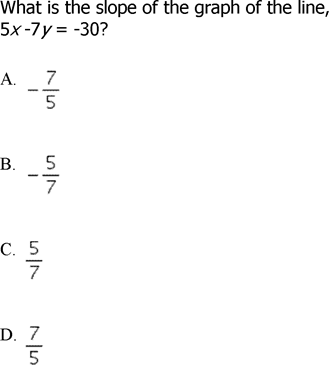 What is the slope of the graph of the line,
5x -7y = -30?
A. -7/5
B. -5/7
C. 5/7
D. 7/5